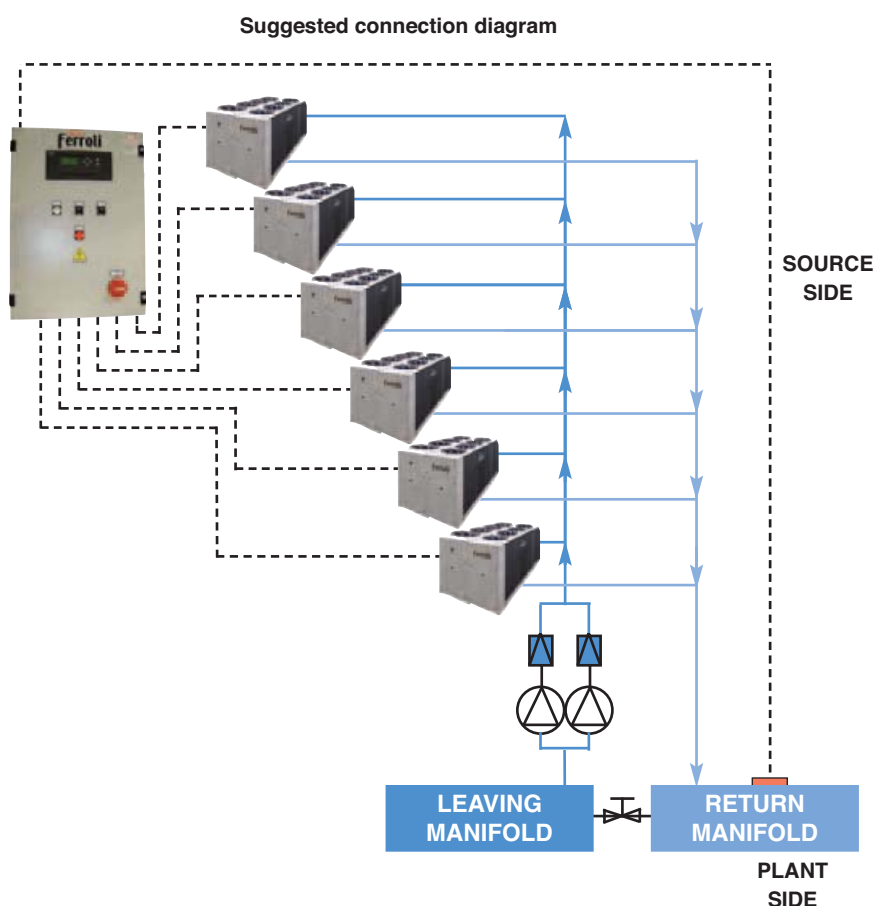 Suggested connection diagram
Ferroli
SOURCE
SIDE
LEAVING
MANIFOLD
RETURN
MANIFOLD
PLANT
SIDE